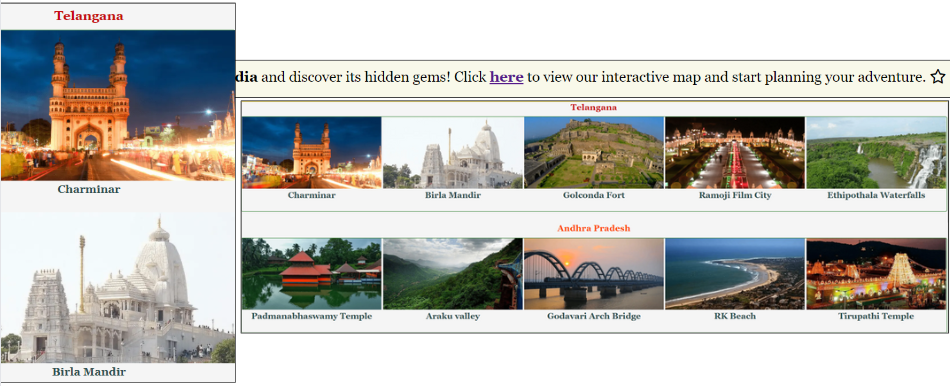 Telangana
Charminar
Birla Mandir
dia and discover its hidden gems! Click here to view our interactive map and start planning your adventure. ☆
Telangana
Charminar Birla Mandir Golconda Fort Ramoji Film City Ethipothala Waterfalls
Andhra Pradesh
Padmanabhaswamy Temple Araku valley Godavari Arch Bridge RK Beach Tirupathi Temple